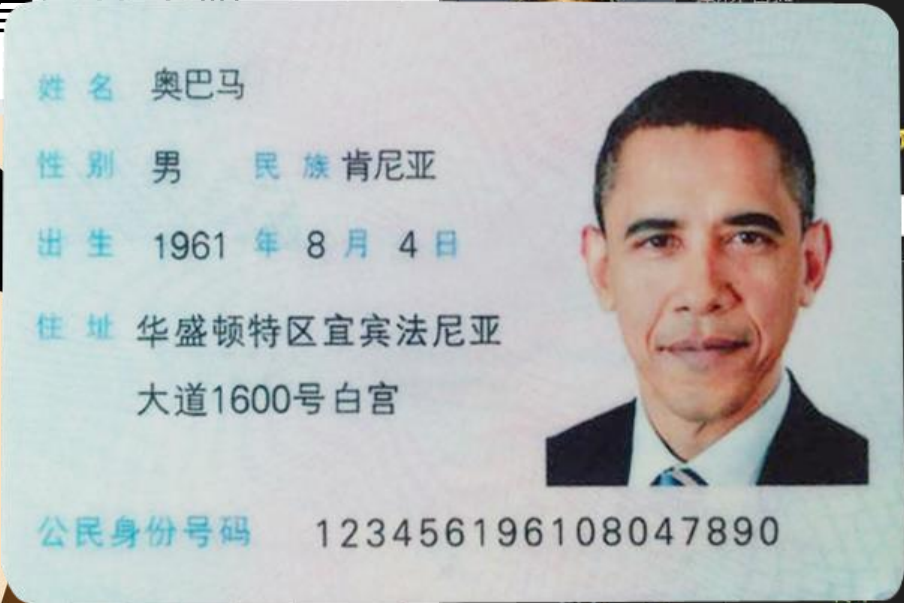 姓名 奥巴马
性别 男 民族 肯尼亚
出生 1961 年 8 月 4 日
住址 华盛顿特区宜宾法尼亚
大道1600号白宫
公民身份号码 123456196108047890